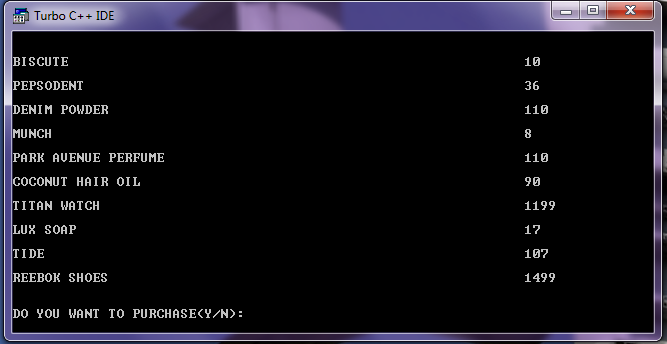 Turbo C++ IDE
BISCUTE 10
PEPSODENT 36
DENIM POWDER 110
MUNCH 8
PARK AVENUE PERFUME 110
COCONUT HAIR OIL 90
TITAN WATCH 1199
LUX SOAP 17
TIDE 107
REEBOK SHOES 1499
DO YOU WANT TO PURCHASE(Y/N):